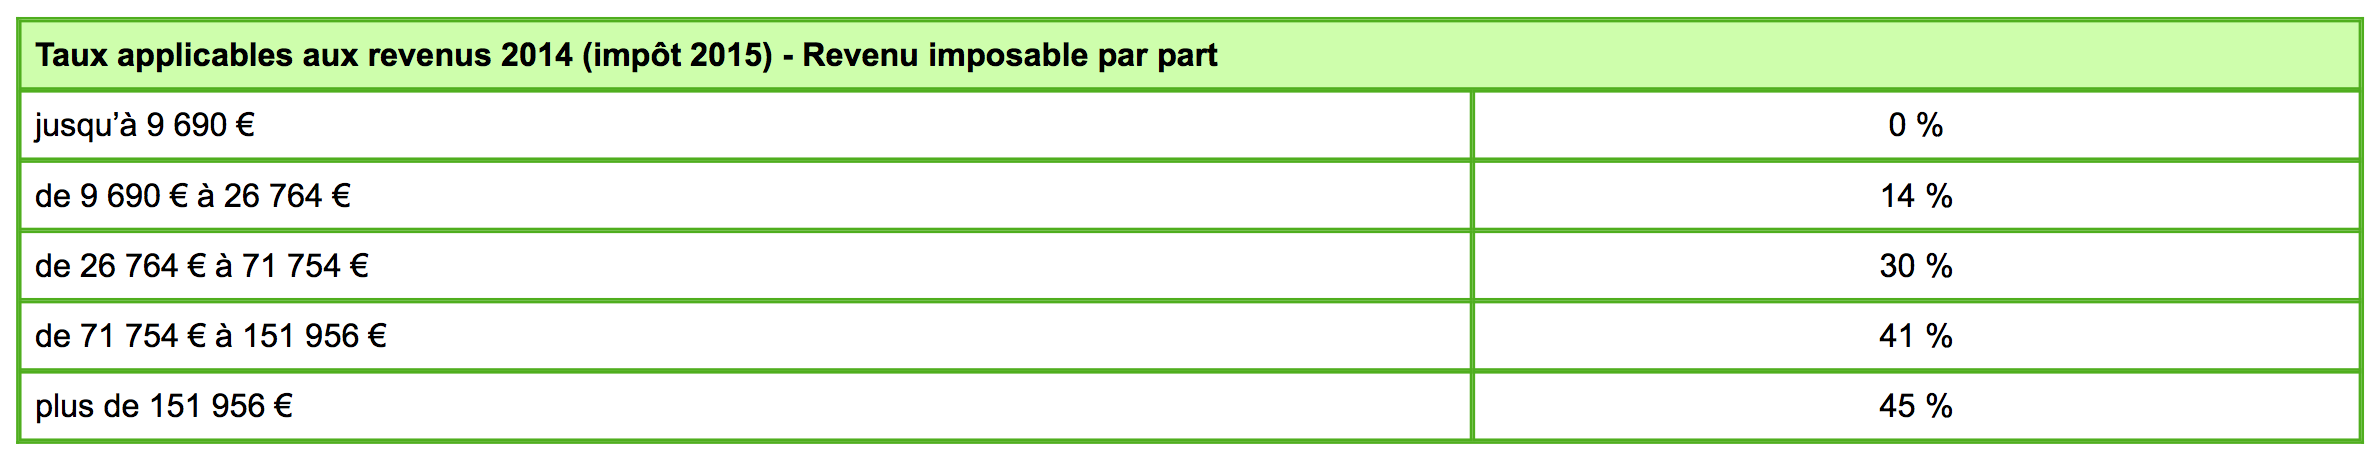 Taux applicables aux revenus 2014 (impôt 2015) - Revenu imposable par part
jusqu’à 9 690 € 0 %
de 9 690 € à 26 764 € 14 %
de 26 764 € à 71 754 € 30 %
de 71 754 € à 151 956 € 41 %
plus de 151 956 € 45 %